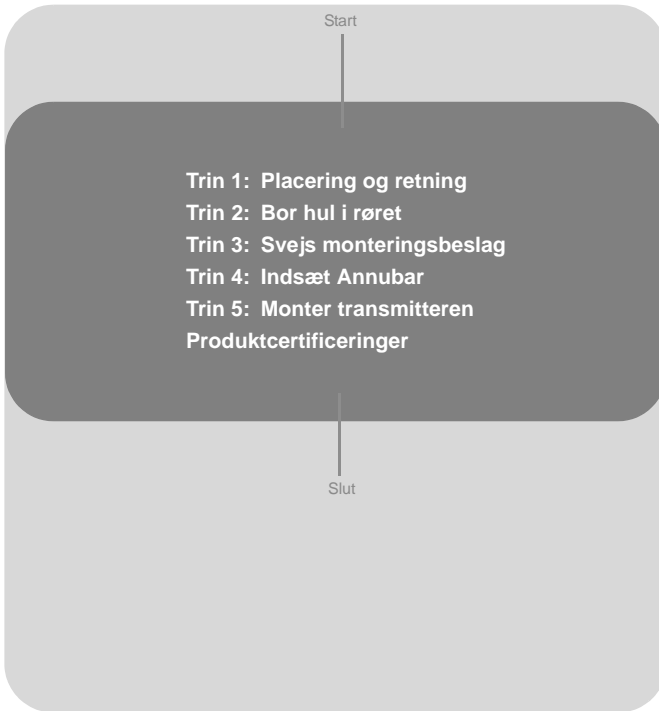 Start
Trin 1: Placering og retning
Trin 2: Bor hul i røret
Trin 3: Svejs monteringsbeslag
Trin 4: Indsæt Annubar
Trin 5: Monter transmitteren
Produktcertificeringer
Slut